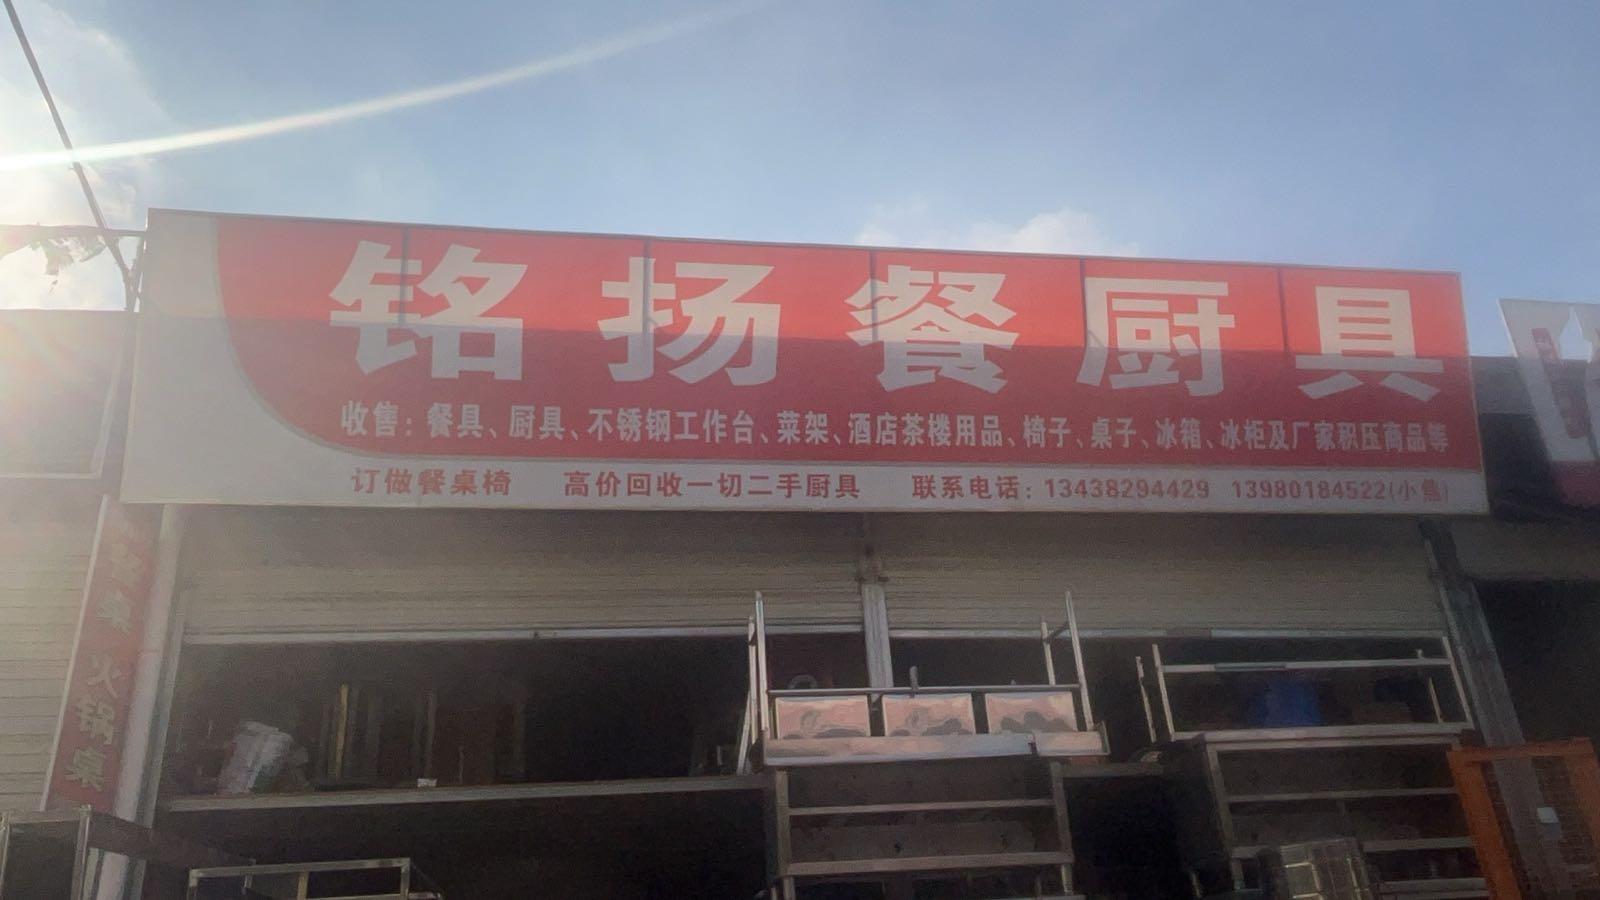 铭扬餐厨具
收售：餐具、厨具、不锈钢工作台、菜架、酒店茶楼用品、椅子、桌子、冰箱、冰柜及厂家积压商品等
订做餐桌椅 高价回收一切二手厨具 联系电话：13438294429 13980184522(小熊)
餐桌 火锅桌